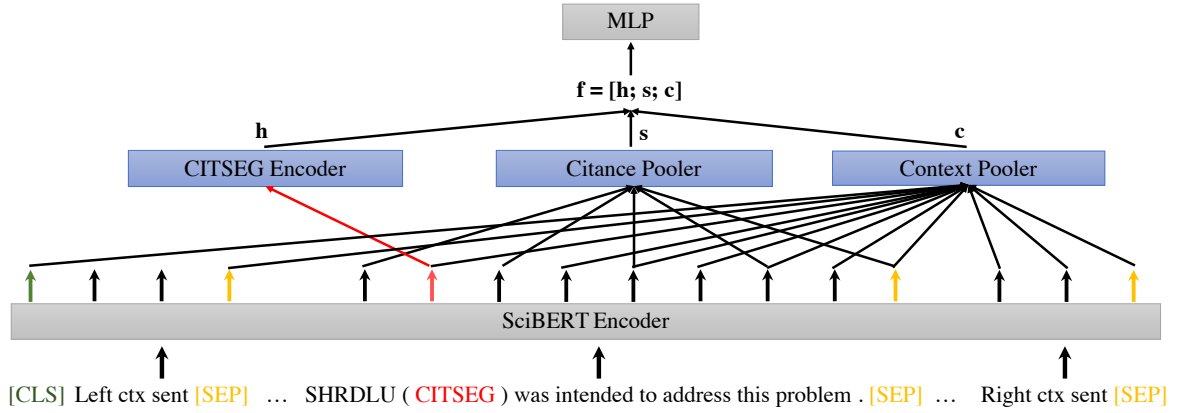 MLP
f = [h; s; c]
h s c
CITSEG Encoder Citance Pooler Context Pooler
SciBERT Encoder
[CLS] Left ctx sent [SEP] … SHRDLU ( CITSEG ) was intended to address this problem . [SEP] … Right ctx sent [SEP]